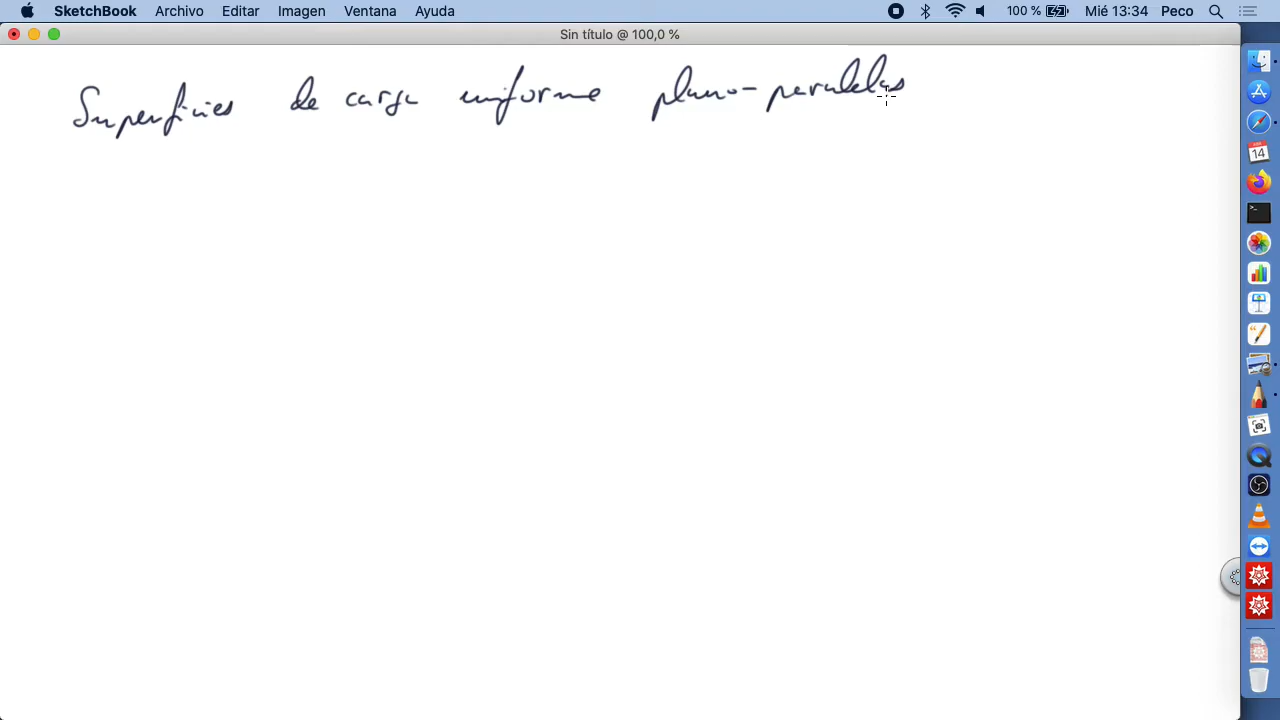 SketchBook Archivo Editar Imagen Ventana Ayuda 100 % Mié 13:34 Peco
Sin título @ 100,0 %
Superficies de carga uniforme plano-paralelas
14